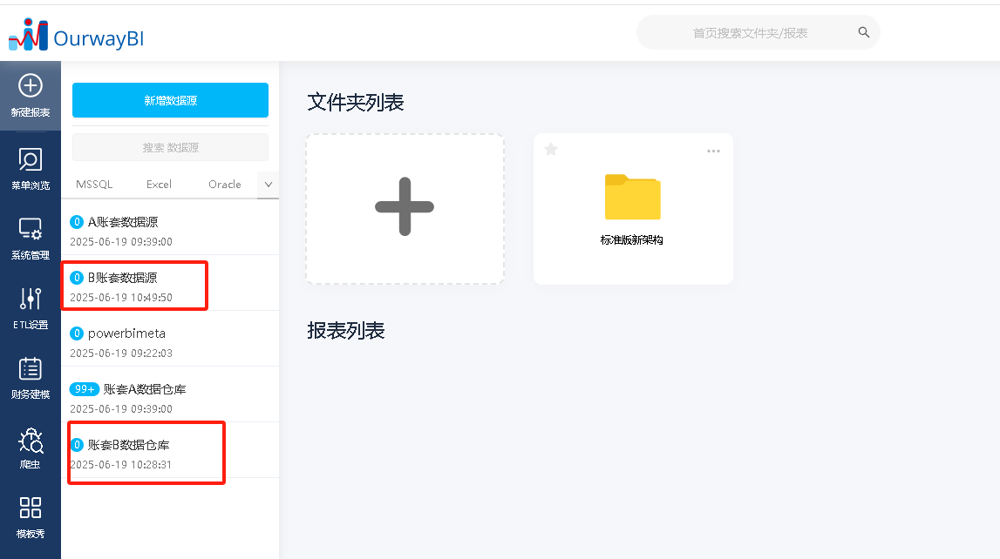 OurwayBI
首页搜索文件夹/报表
新建报表
菜单浏览
系统管理
ETL设置
财务建模
爬虫
模板秀
新增数据源
搜索 数据源
MSSQL Excel Oracle
0 A账套数据源
2025-06-19 09:39:00
0 B账套数据源
2025-06-19 10:49:50
0 powerbimeta
2025-06-19 09:22:03
99+ 账套A数据仓库
2025-06-19 09:39:00
0 账套B数据仓库
2025-06-19 10:28:31
文件夹列表
标准版新架构
报表列表